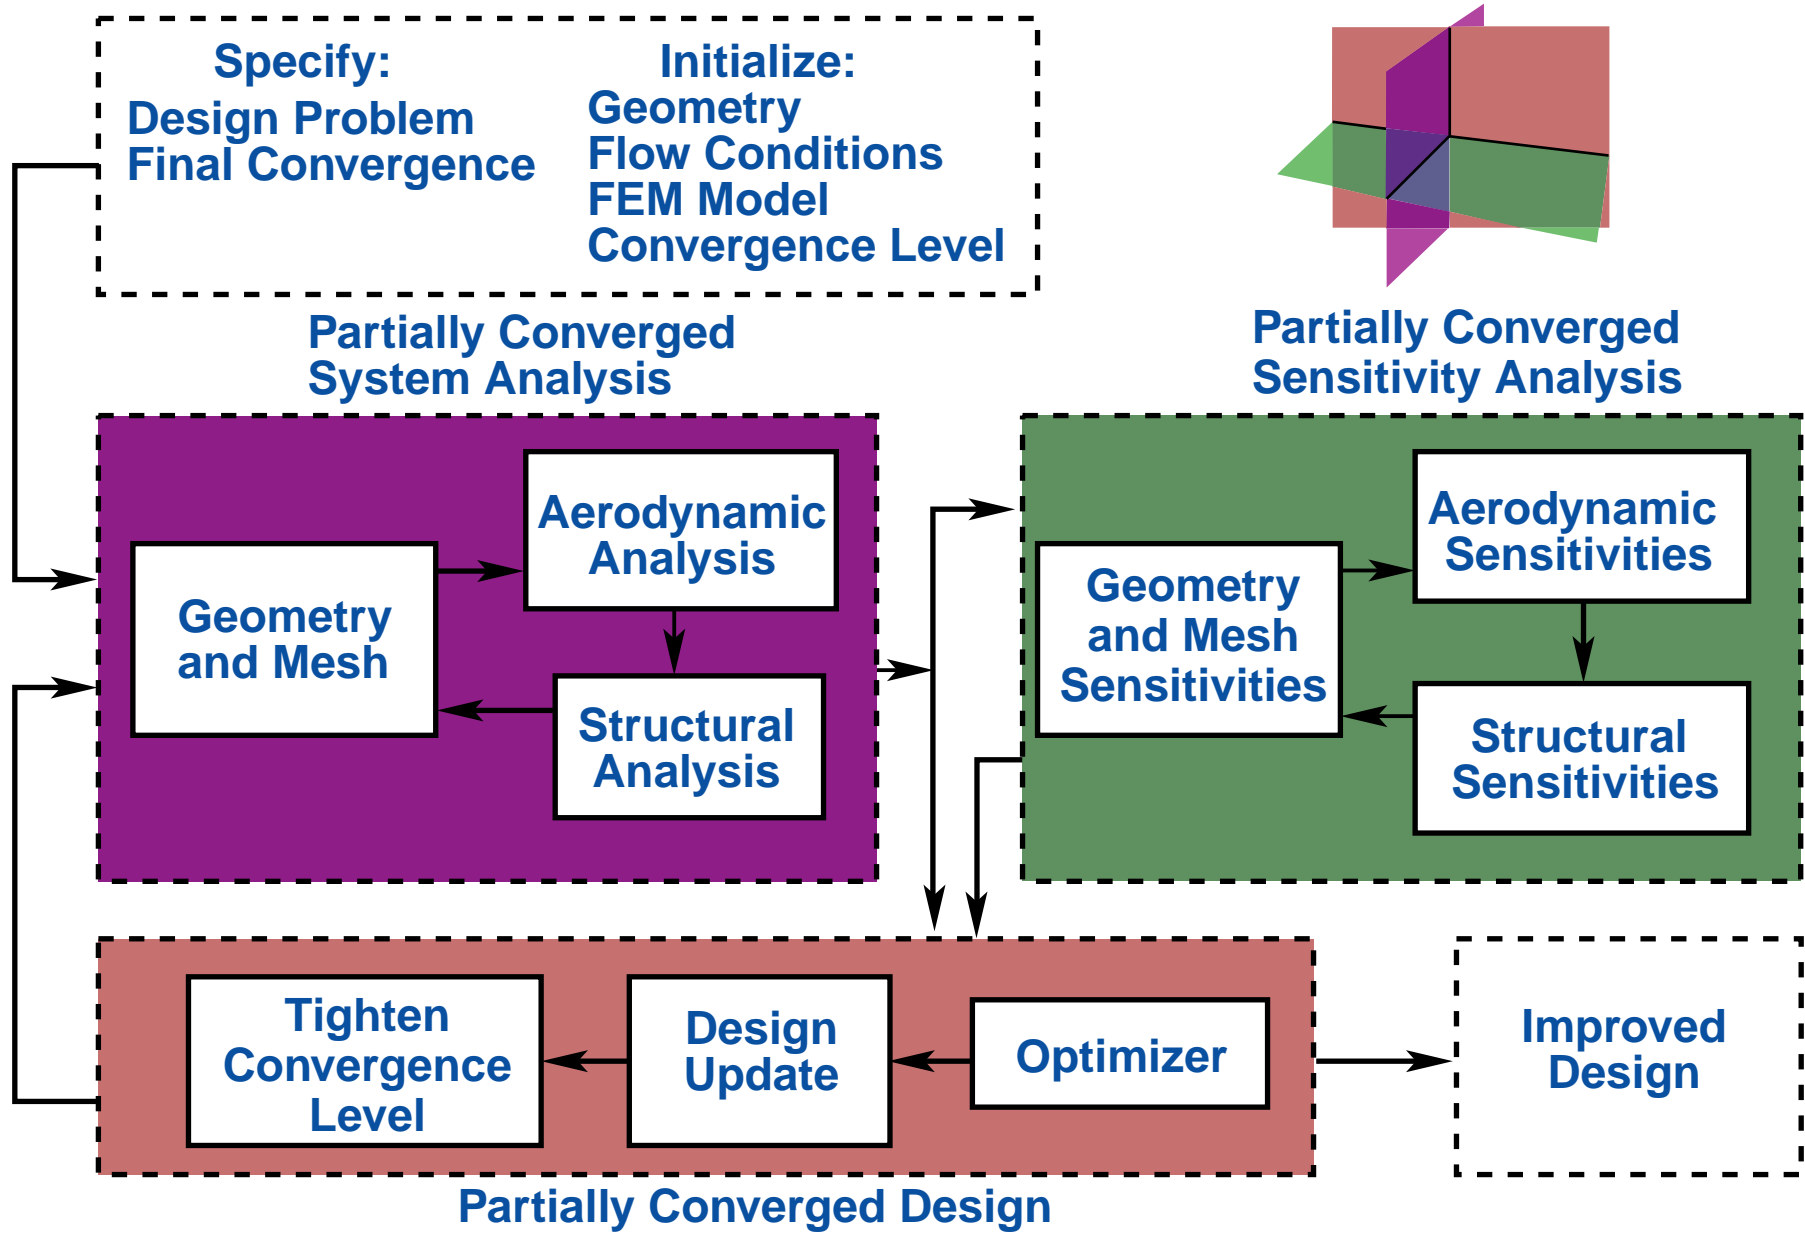 Specify:
Design Problem
Final Convergence
Initialize:
Geometry
Flow Conditions
FEM Model
Convergence Level
Partially Converged
System Analysis
Partially Converged
Sensitivity Analysis
Geometry
and Mesh
Aerodynamic
Analysis
Structural
Analysis
Geometry
and Mesh
Sensitivities
Aerodynamic
Sensitivities
Structural
Sensitivities
Tighten
Convergence
Level
Design
Update
Optimizer
Improved
Design
Partially Converged Design